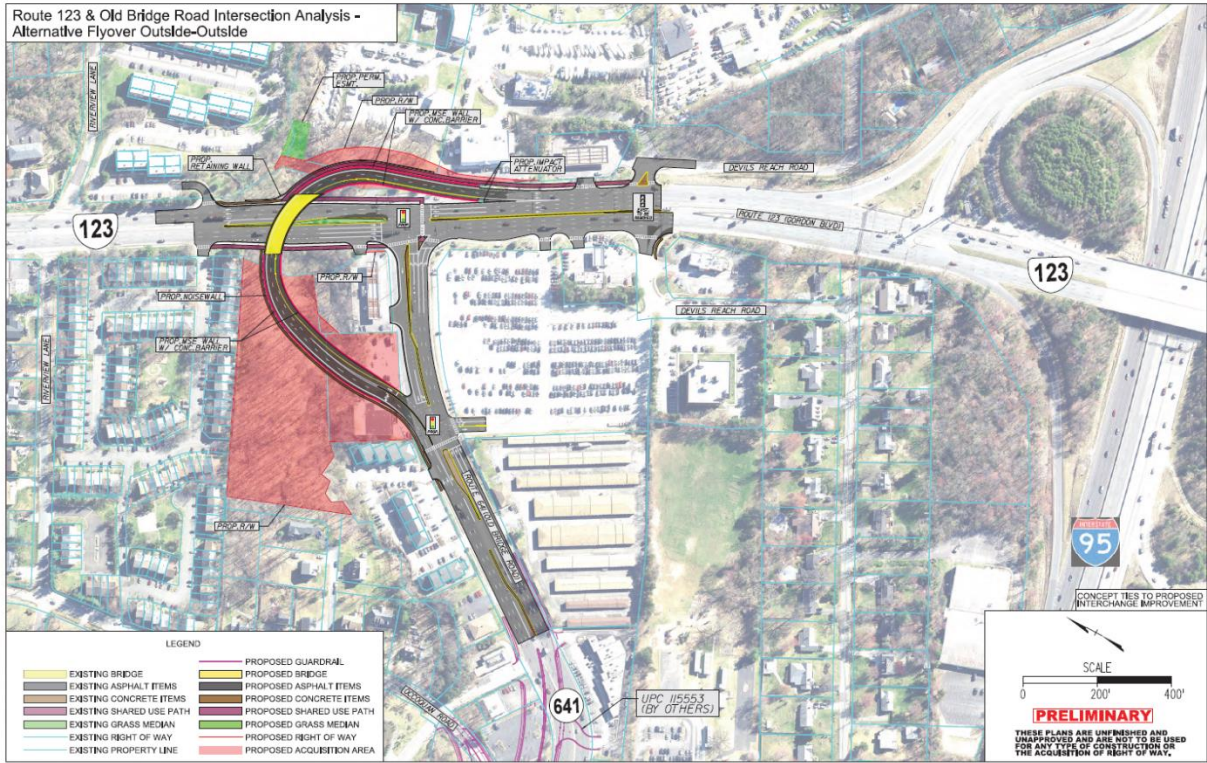 Route 123 & Old Bridge Road Intersection Analysis -
Alternative Flyover Outside-Outside
RIVERVIEW LANE
PROP. PERM.
ESMT.
PROP. R/W
PROP. MSE WALL
W/ CONC. BARRIER
PROP.
RETAINING WALL
PROP. IMPACT
ATTENUATOR
DEVILS REACH ROAD
123
ROUTE 123 (GORDON BLVD)
123
PROP. R/W
PROP. NOISEWALL
DEVILS REACH ROAD
PROP. MSE WALL
W/ CONC. BARRIER
RIVERVIEW LANE
PROP. R/W
ROUTE 641 (OLD BRIDGE ROAD)
INTERSTATE
95
CONCEPT TIES TO PROPOSED
INTERCHANGE IMPROVEMENT
641
UPC 115553
(BY OTHERS)
LEGEND
EXISTING BRIDGE
EXISTING ASPHALT ITEMS
EXISTING CONCRETE ITEMS
EXISTING SHARED USE PATH
EXISTING GRASS MEDIAN
EXISTING RIGHT OF WAY
EXISTING PROPERTY LINE
PROPOSED GUARDRAIL
PROPOSED BRIDGE
PROPOSED ASPHALT ITEMS
PROPOSED CONCRETE ITEMS
PROPOSED SHARED USE PATH
PROPOSED GRASS MEDIAN
PROPOSED RIGHT OF WAY
PROPOSED ACQUISITION AREA
SCALE
0 200' 400'
PRELIMINARY
THESE PLANS ARE UNFINISHED AND
UNAPPROVED AND ARE NOT TO BE USED
FOR ANY TYPE OF CONSTRUCTION OR
THE ACQUISITION OF RIGHT OF WAY.